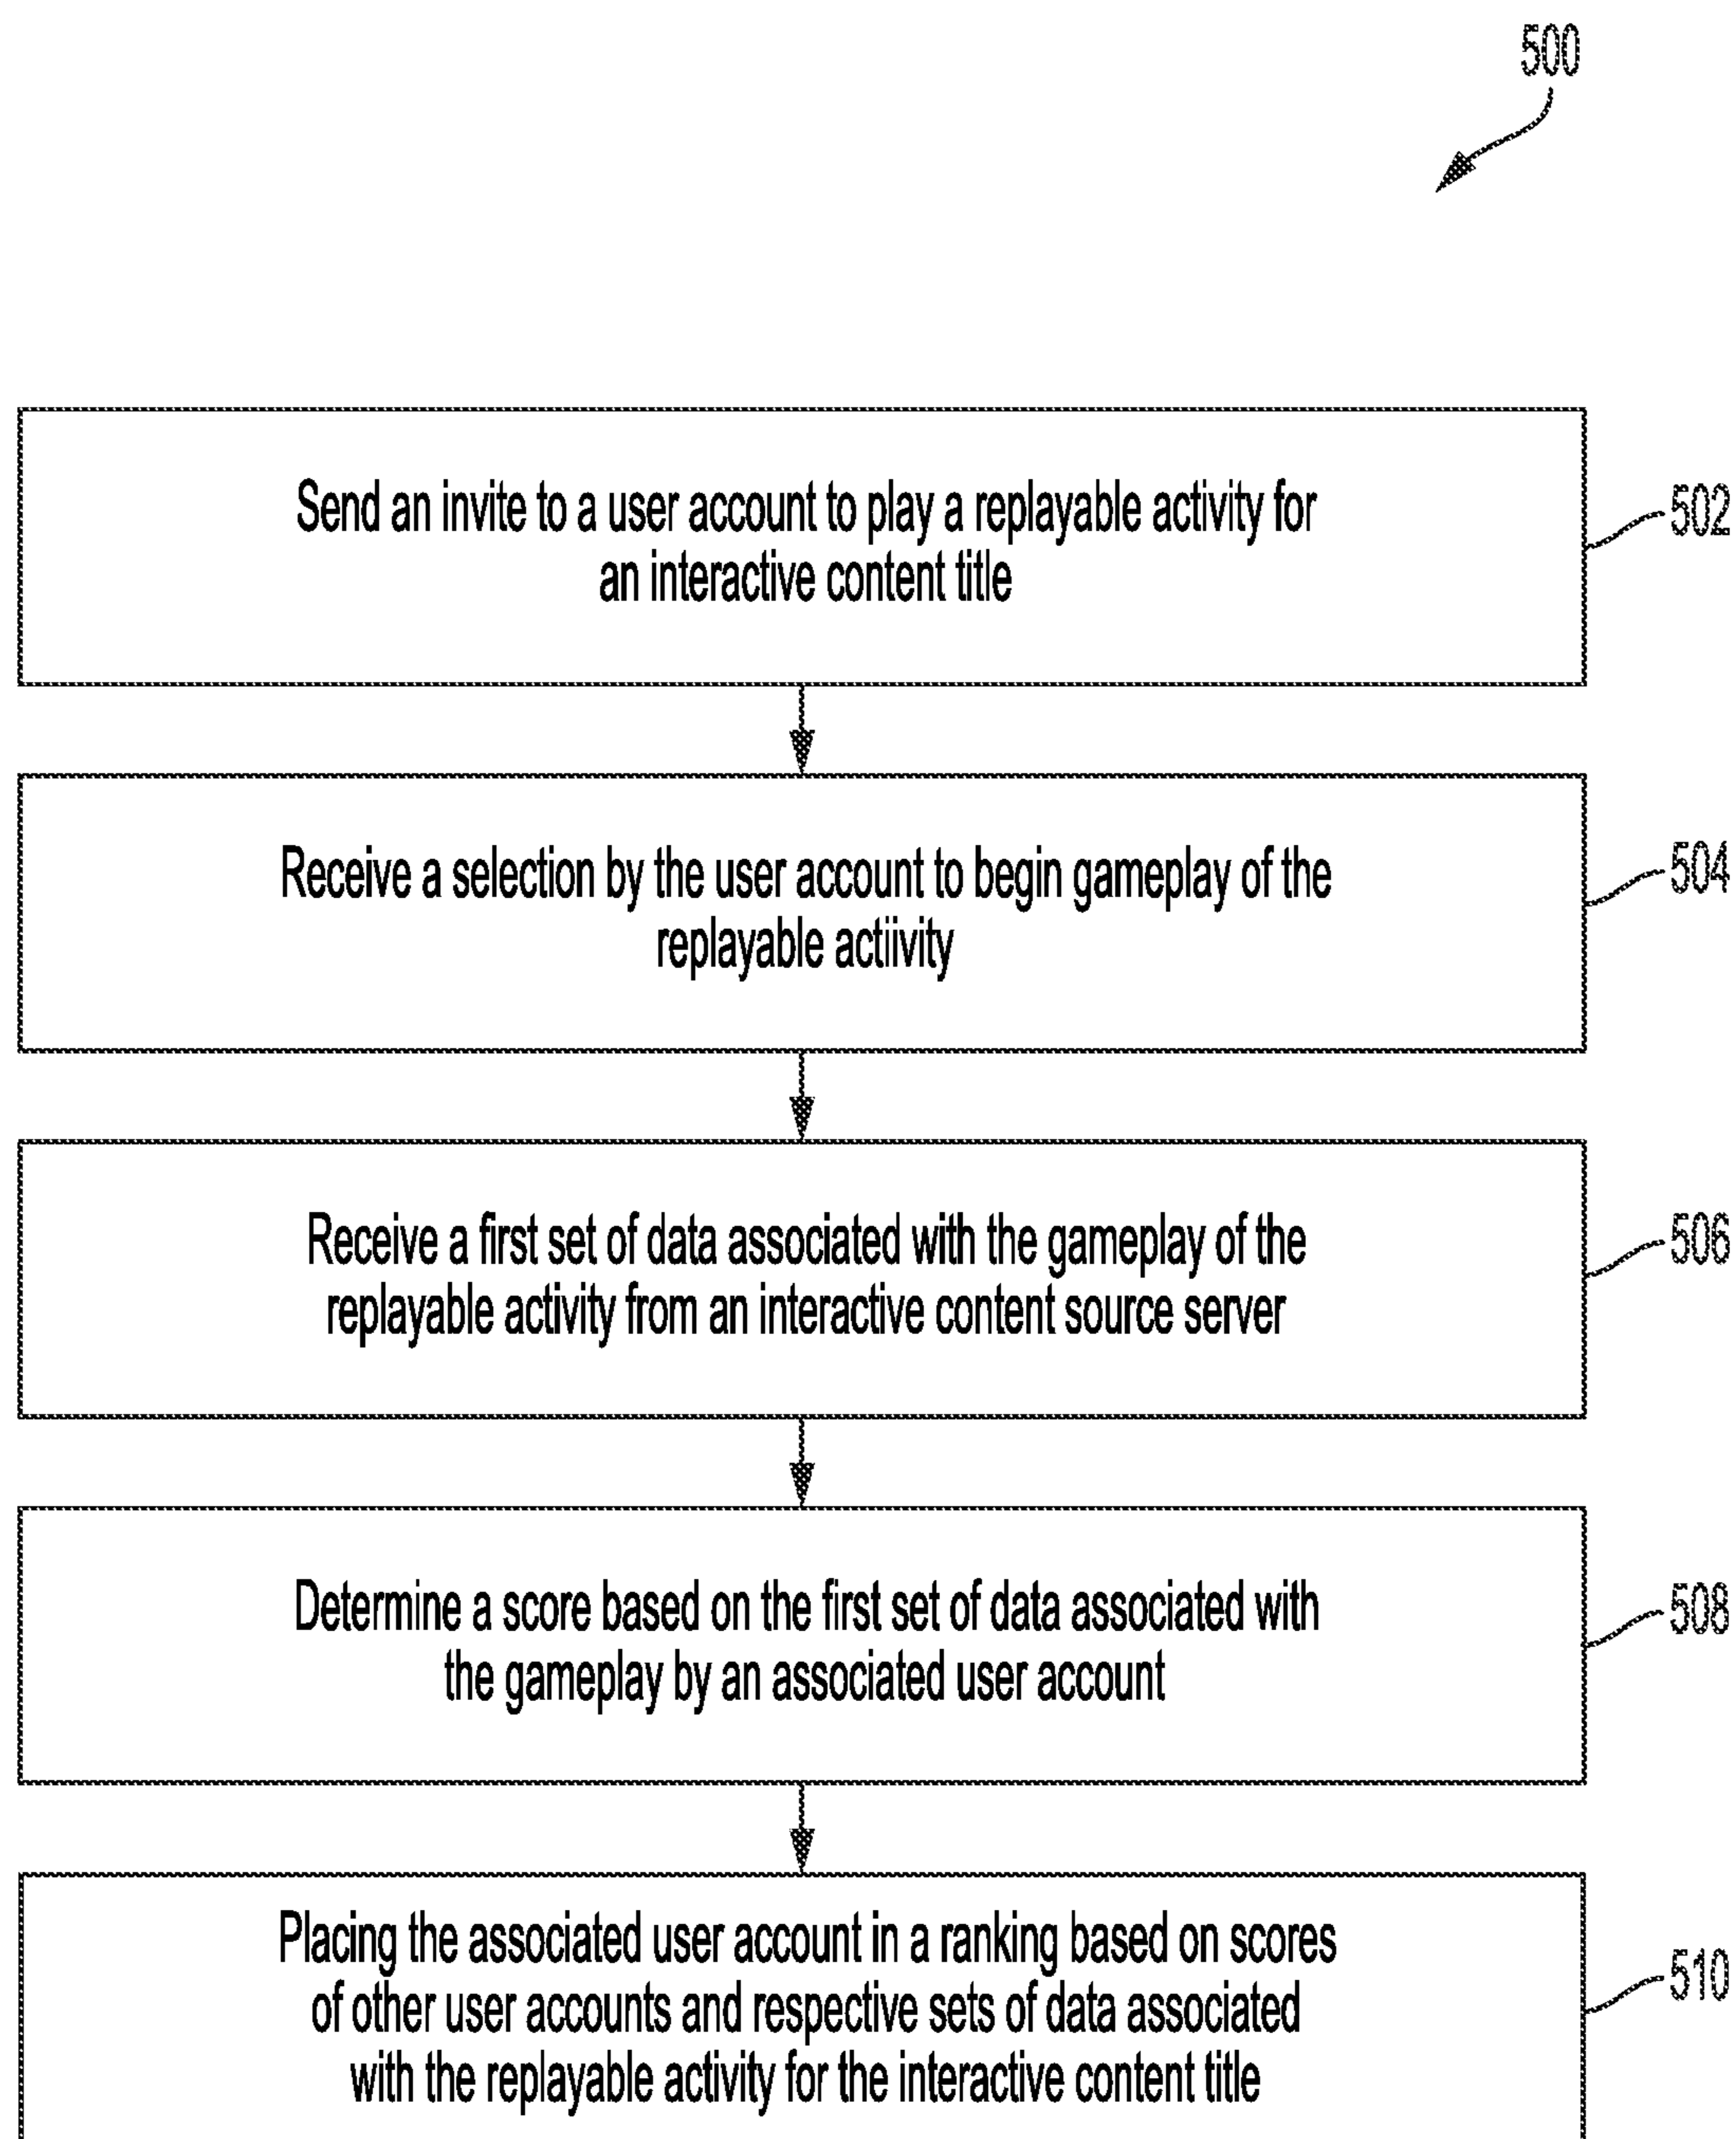 500
Send an invite to a user account to play a replayable activity for
an interactive content title
502
Receive a selection by the user account to begin gameplay of the
replayable actiivity
504
Receive a first set of data associated with the gameplay of the
replayable activity from an interactive content source server
506
Determine a score based on the first set of data associated with
the gameplay by an associated user account
508
Placing the associated user account in a ranking based on scores
of other user accounts and respective sets of data associated
with the replayable activity for the interactive content title
510